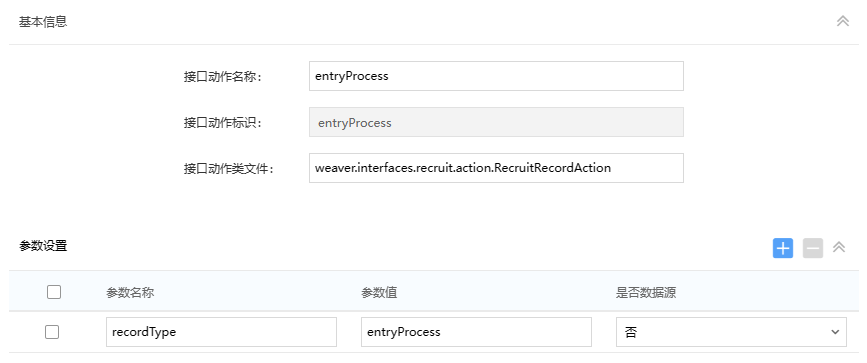 基本信息
接口动作名称： entryProcess
接口动作标识： entryProcess
接口动作类文件： weaver.interfaces.recruit.action.RecruitRecordAction
参数设置
参数名称 参数值 是否数据源
recordType entryProcess 否